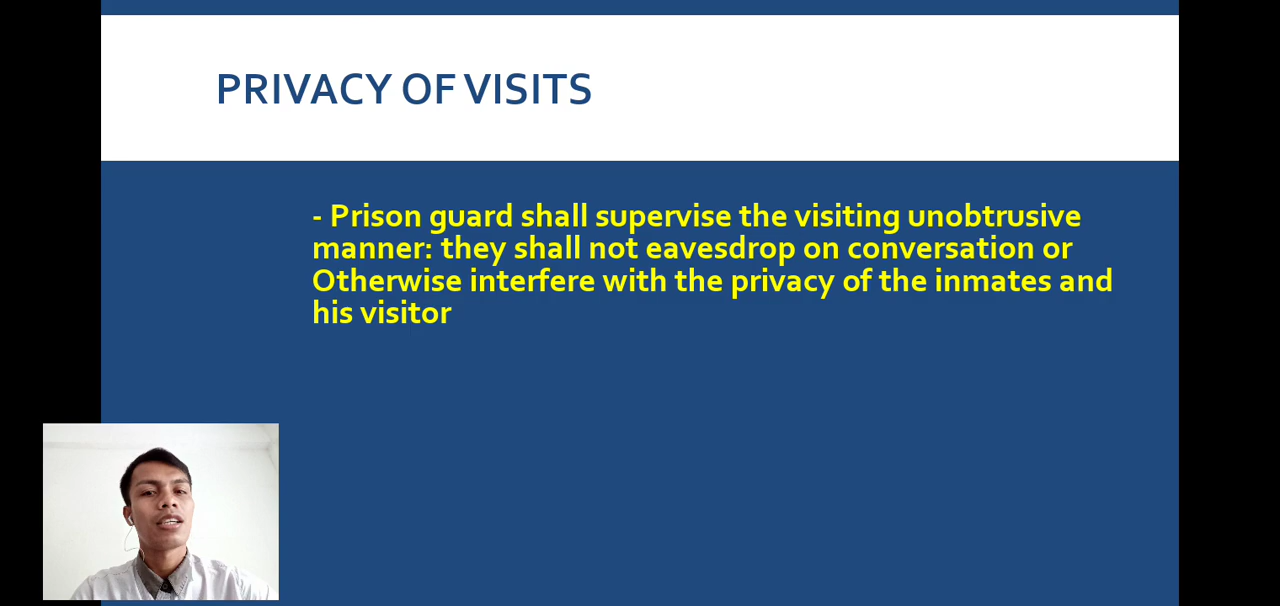 PRIVACY OF VISITS
- Prison guard shall supervise the visiting unobtrusive
manner: they shall not eavesdrop on conversation or
Otherwise interfere with the privacy of the inmates and
his visitor